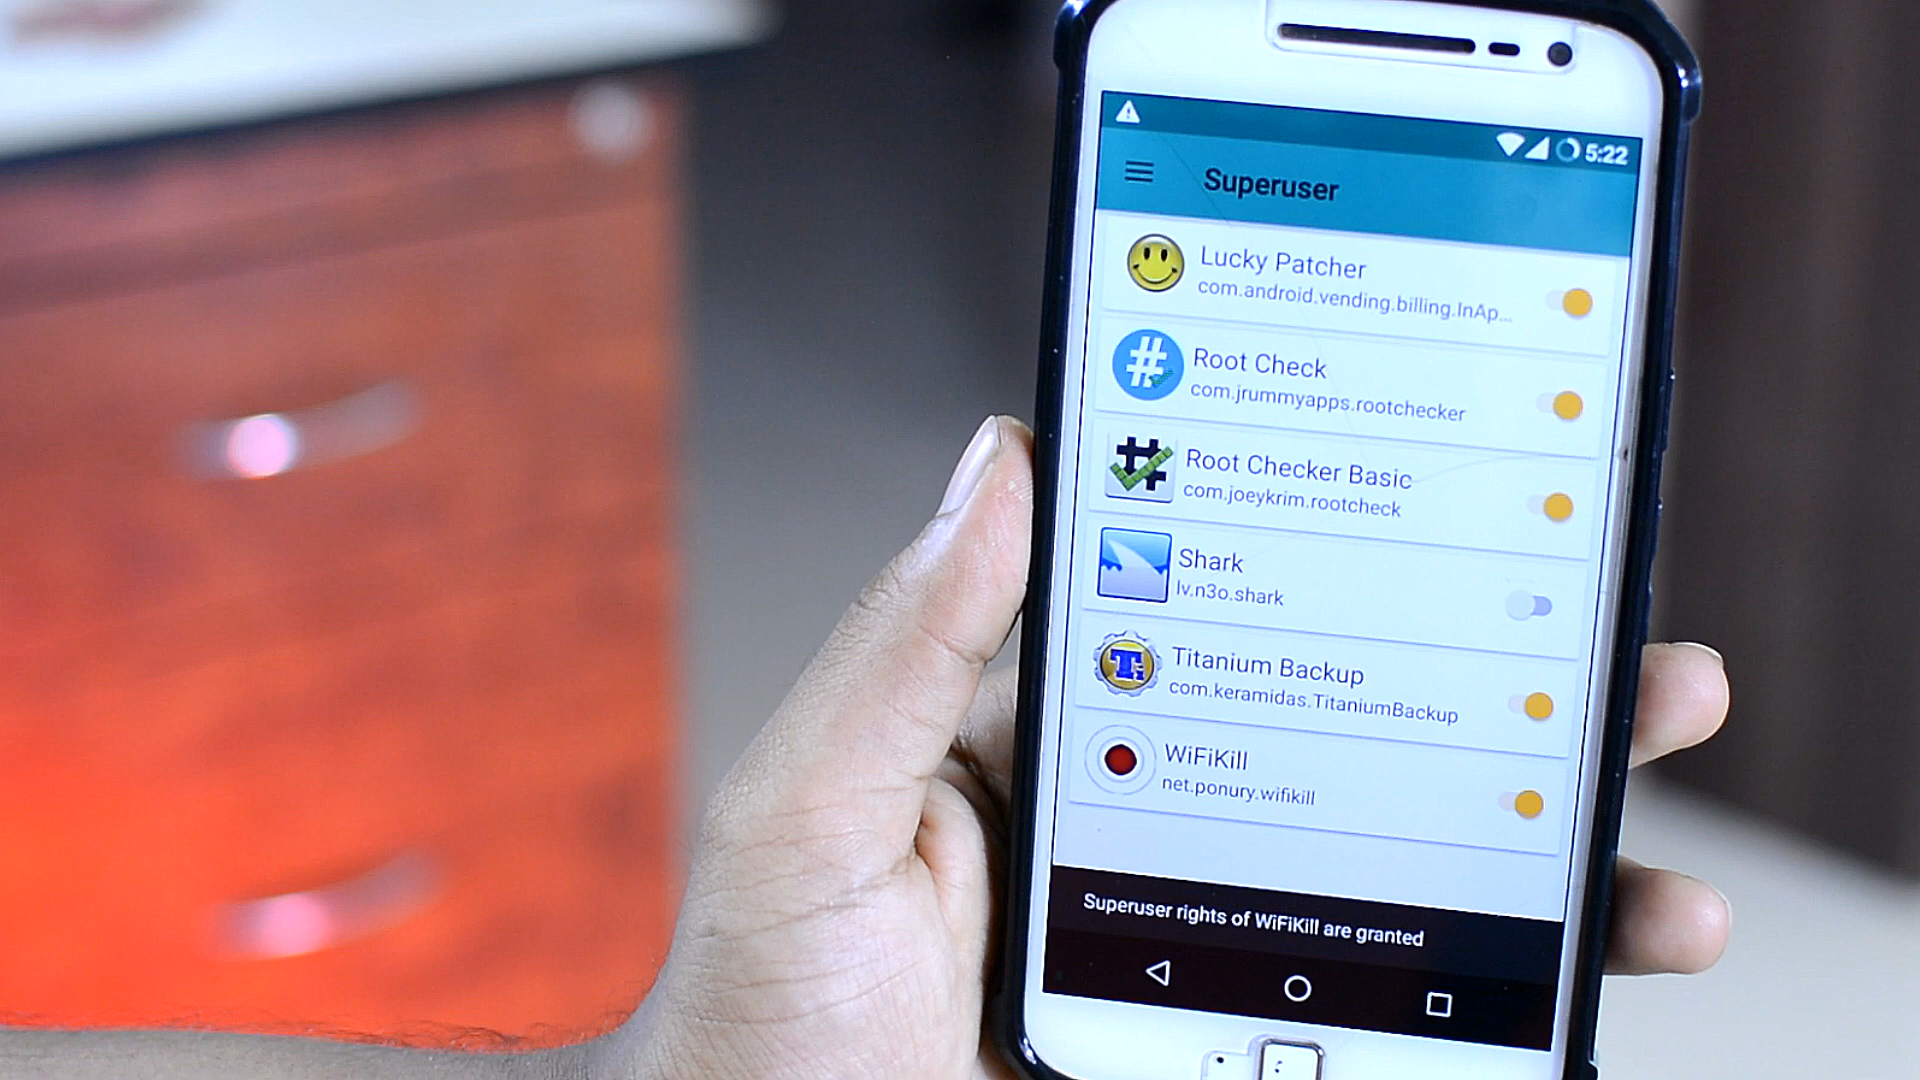 5:22
Superuser
Lucky Patcher
com.android.vending.billing.InAp...
Root Check
com.jrummyapps.rootchecker
Root Checker Basic
com.joeykrim.rootcheck
Shark
lv.n3o.shark
Titanium Backup
com.keramidas.TitaniumBackup
WiFiKill
net.ponury.wifikill
Superuser rights of WiFiKill are granted